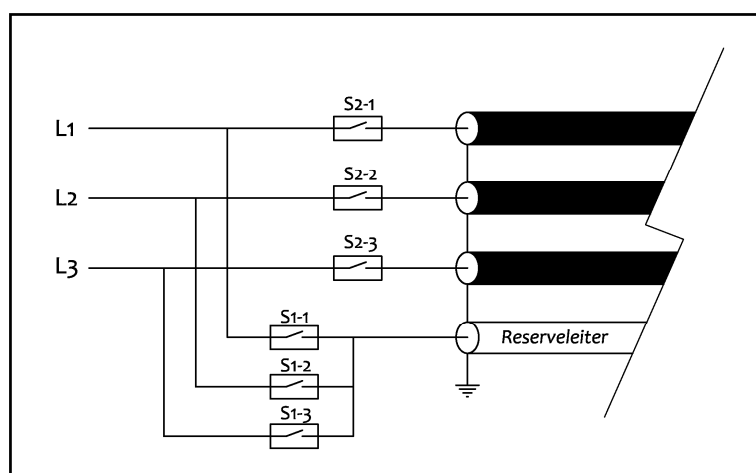 S2-1
L1
S2-2
L2
S2-3
L3
S1-1
Reserveleiter
S1-2
S1-3